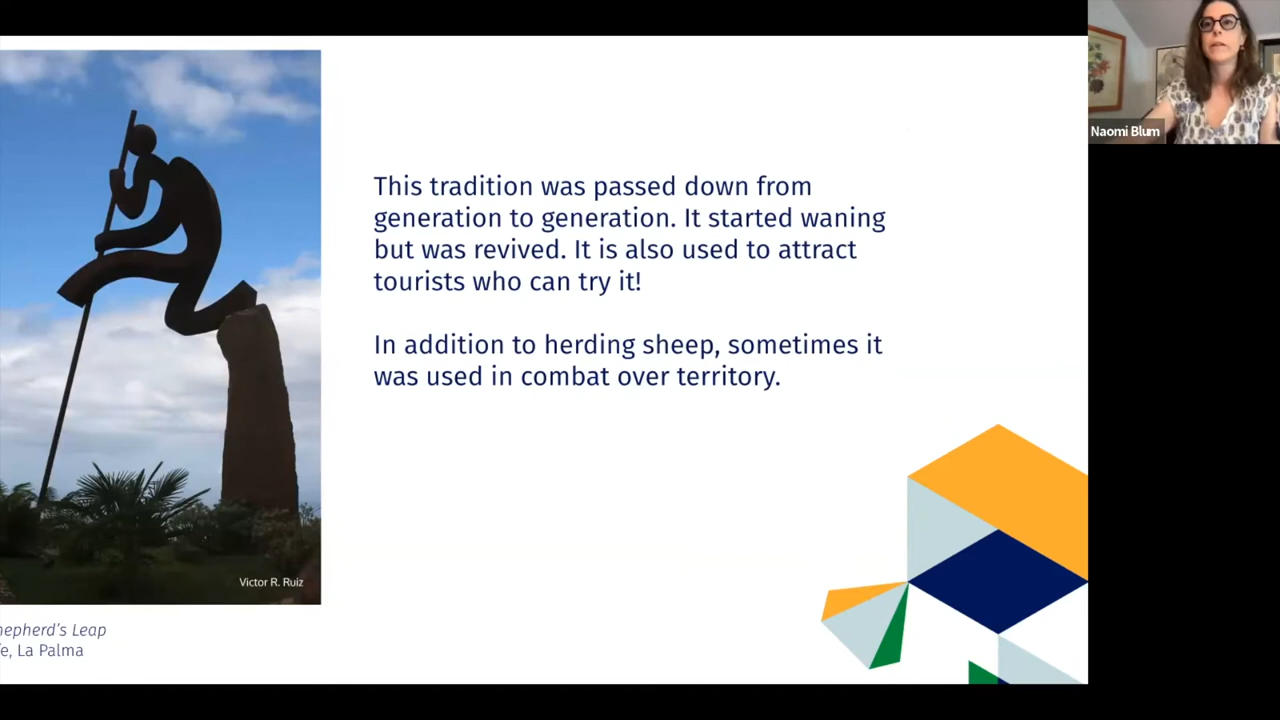 Naomi Blum
This tradition was passed down from
generation to generation. It started waning
but was revived. It is also used to attract
tourists who can try it!
In addition to herding sheep, sometimes it
was used in combat over territory.
Victor R. Ruiz
hepherd's Leap
e, La Palma